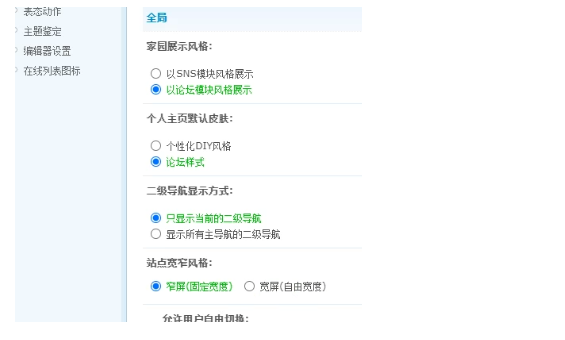 表态动作
主题鉴定
编辑器设置
在线列表图标
全局
家园展示风格:
以SNS模块风格展示
以论坛模块风格展示
个人主页默认皮肤:
个性化DIY风格
论坛样式
二级导航显示方式:
只显示当前的二级导航
显示所有主导航的二级导航
站点宽窄风格:
窄屏(固定宽度) 宽屏(自由宽度)
允许用户自由切换: